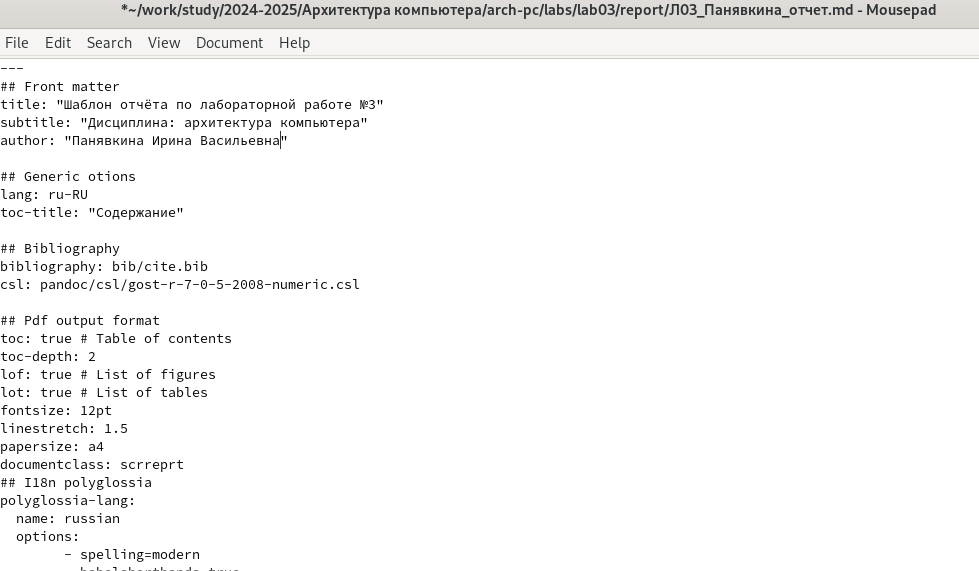 *~/work/study/2024-2025/Архитектура компьютера/arch-pc/labs/lab03/report/Л03_Панявкина_отчет.md - Mousepad
File Edit Search View Document Help
---
## Front matter
title: "Шаблон отчёта по лабораторной работе №3"
subtitle: "Дисциплина: архитектура компьютера"
author: "Панявкина Ирина Васильевна"
## Generic otions
lang: ru-RU
toc-title: "Содержание"
## Bibliography
bibliography: bib/cite.bib
csl: pandoc/csl/gost-r-7-0-5-2008-numeric.csl
## Pdf output format
toc: true # Table of contents
toc-depth: 2
lof: true # List of figures
lot: true # List of tables
fontsize: 12pt
linestretch: 1.5
papersize: a4
documentclass: scrreprt
## I18n polyglossia
polyglossia-lang:
  name: russian
  options:
        - spelling=modern